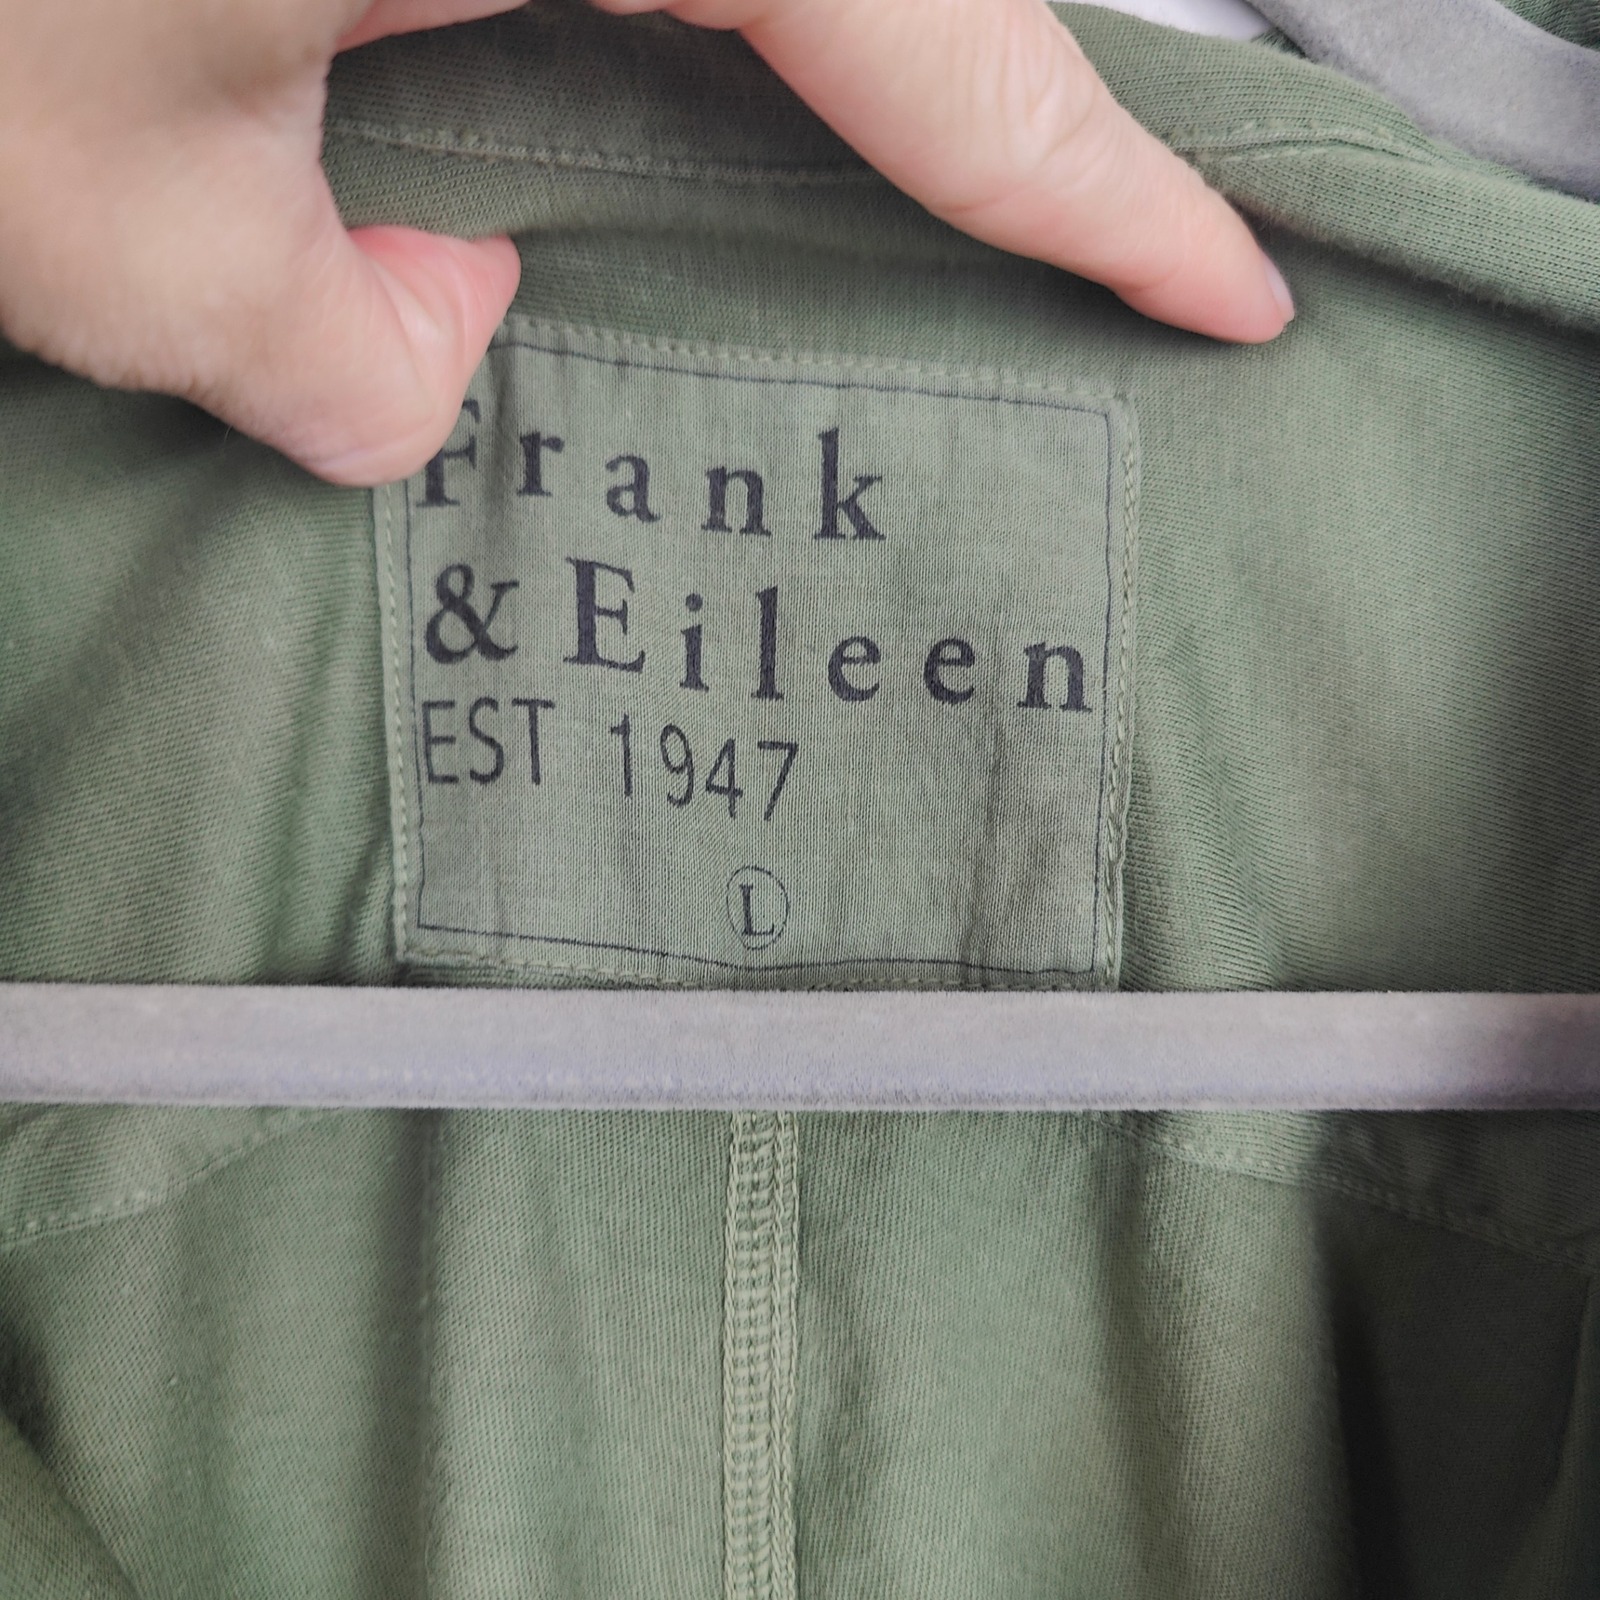 Frank
& Eileen
EST 1947
L